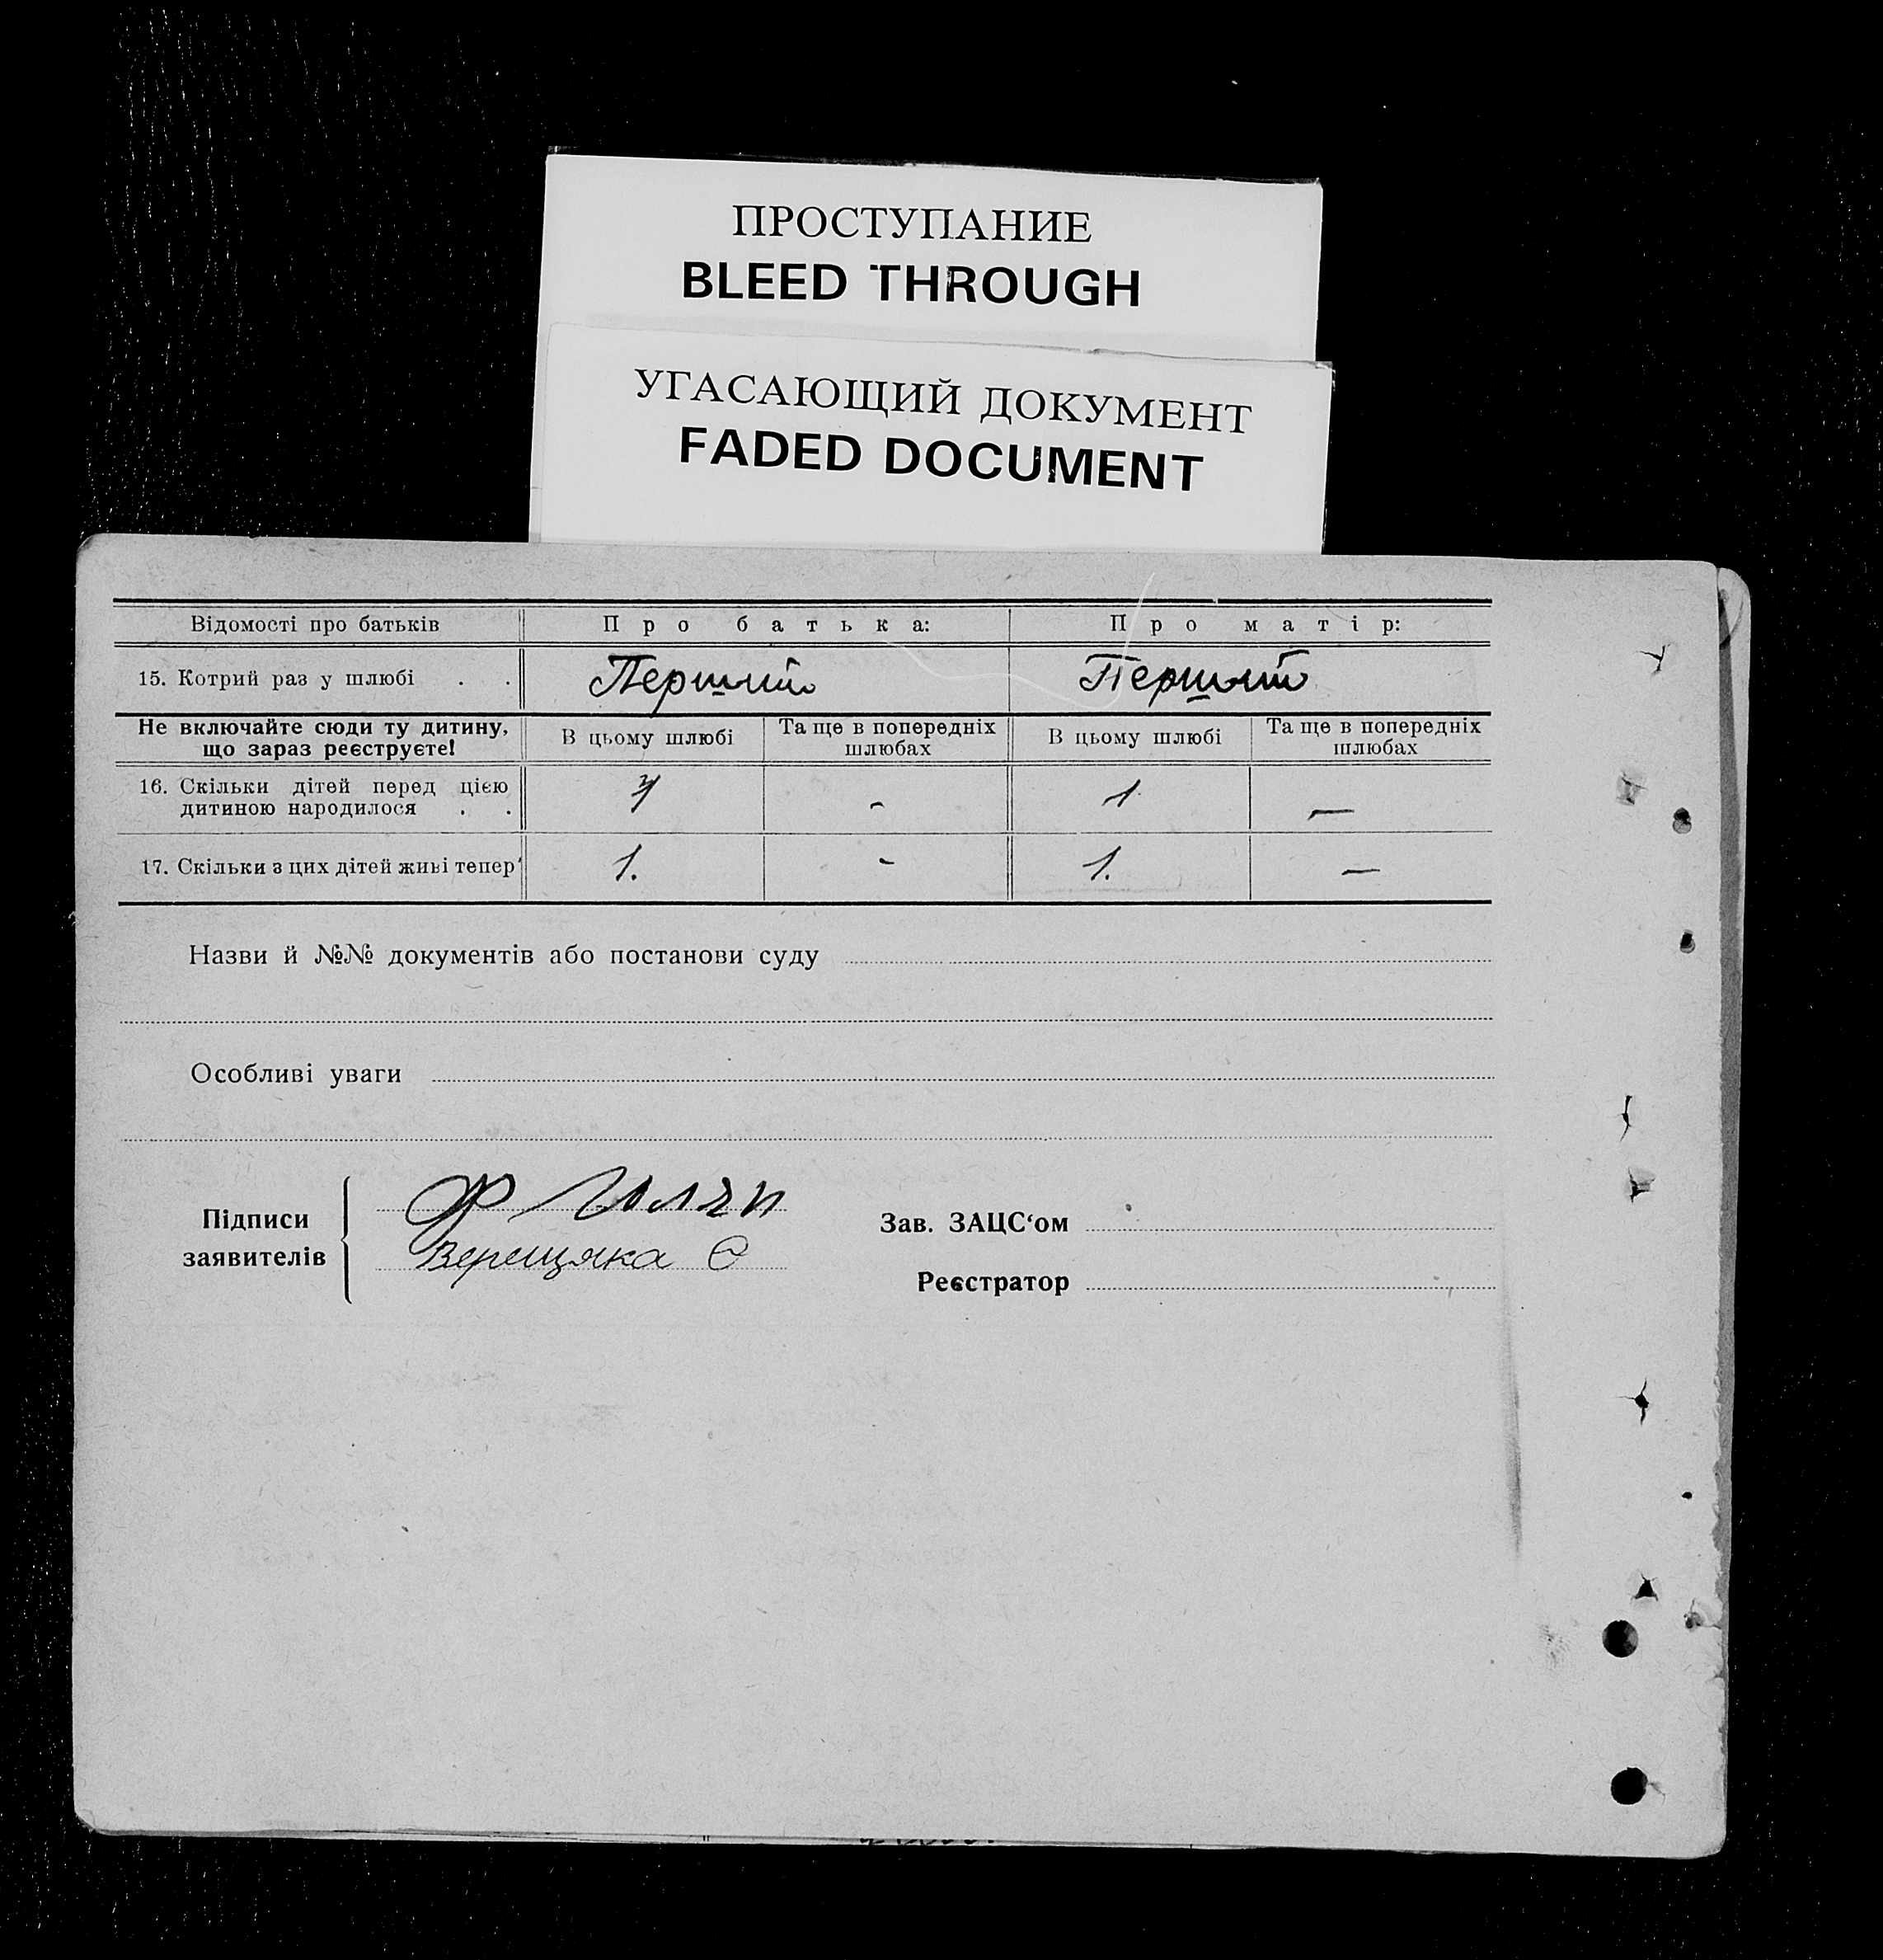 ПРОСТУПАНИЕ
BLEED THROUGH
УГАСАЮЩИЙ ДОКУМЕНТ
FADED DOCUMENT
Відомості про батьків Про батька: Про матір:
15. Котрий раз у шлюбі . . Перший Перший
Не включайте сюди ту дитину, що зараз реєструєте! В цьому шлюбі Та ще в попередніх шлюбах В цьому шлюбі Та ще в попередніх шлюбах
16. Скільки дітей перед цією
дитиною народилося . . - 1 —
17. Скільки з цих дітей живі тепер 1. - 1. —
Назви й №№ документів або постанови суду
Особливі уваги
Підписи
заявителів
Ф
Верещяка Є
Зав. ЗАЦС‘ом
Реєстратор